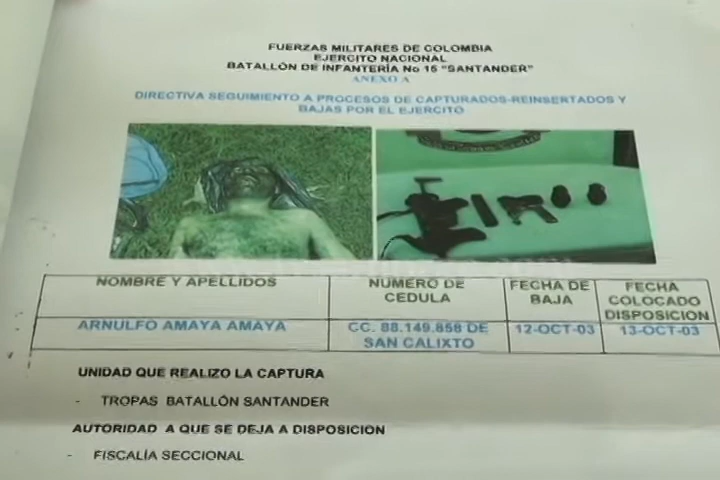 FUERZAS MILITARES DE COLOMBIA
EJERCITO NACIONAL
BATALLÓN DE INFANTERÍA No 15 "SANTANDER"
ANEXO A
DIRECTIVA SEGUIMIENTO A PROCESOS DE CAPTURADOS-REINSERTADOS Y
BAJAS POR EL EJERCITO
NOMBRE Y APELLIDOS
NUMERO DE
CEDULA
FECHA DE
BAJA
FECHA
COLOCADO
DISPOSICION
ARNULFO AMAYA AMAYA
CC. 88.149.858 DE
SAN CALIXTO
12-OCT-03
13-OCT-03
UNIDAD QUE REALIZO LA CAPTURA
- TROPAS BATALLÓN SANTANDER
AUTORIDAD A QUE SE DEJA A DISPOSICION
- FISCALÍA SECCIONAL